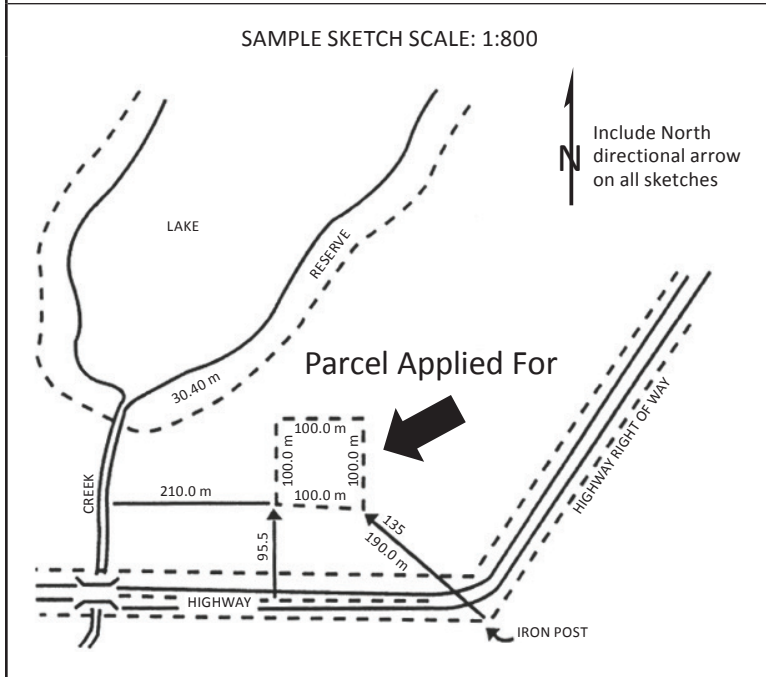 SAMPLE SKETCH SCALE: 1:800
N
Include North
directional arrow
on all sketches
LAKE
RESERVE
30.40 m
Parcel Applied For
100.0 m
100.0 m
100.0 m
100.0 m
HIGHWAY RIGHT OF WAY
CREEK
210.0 m
95.5
135
190.0 m
HIGHWAY
IRON POST